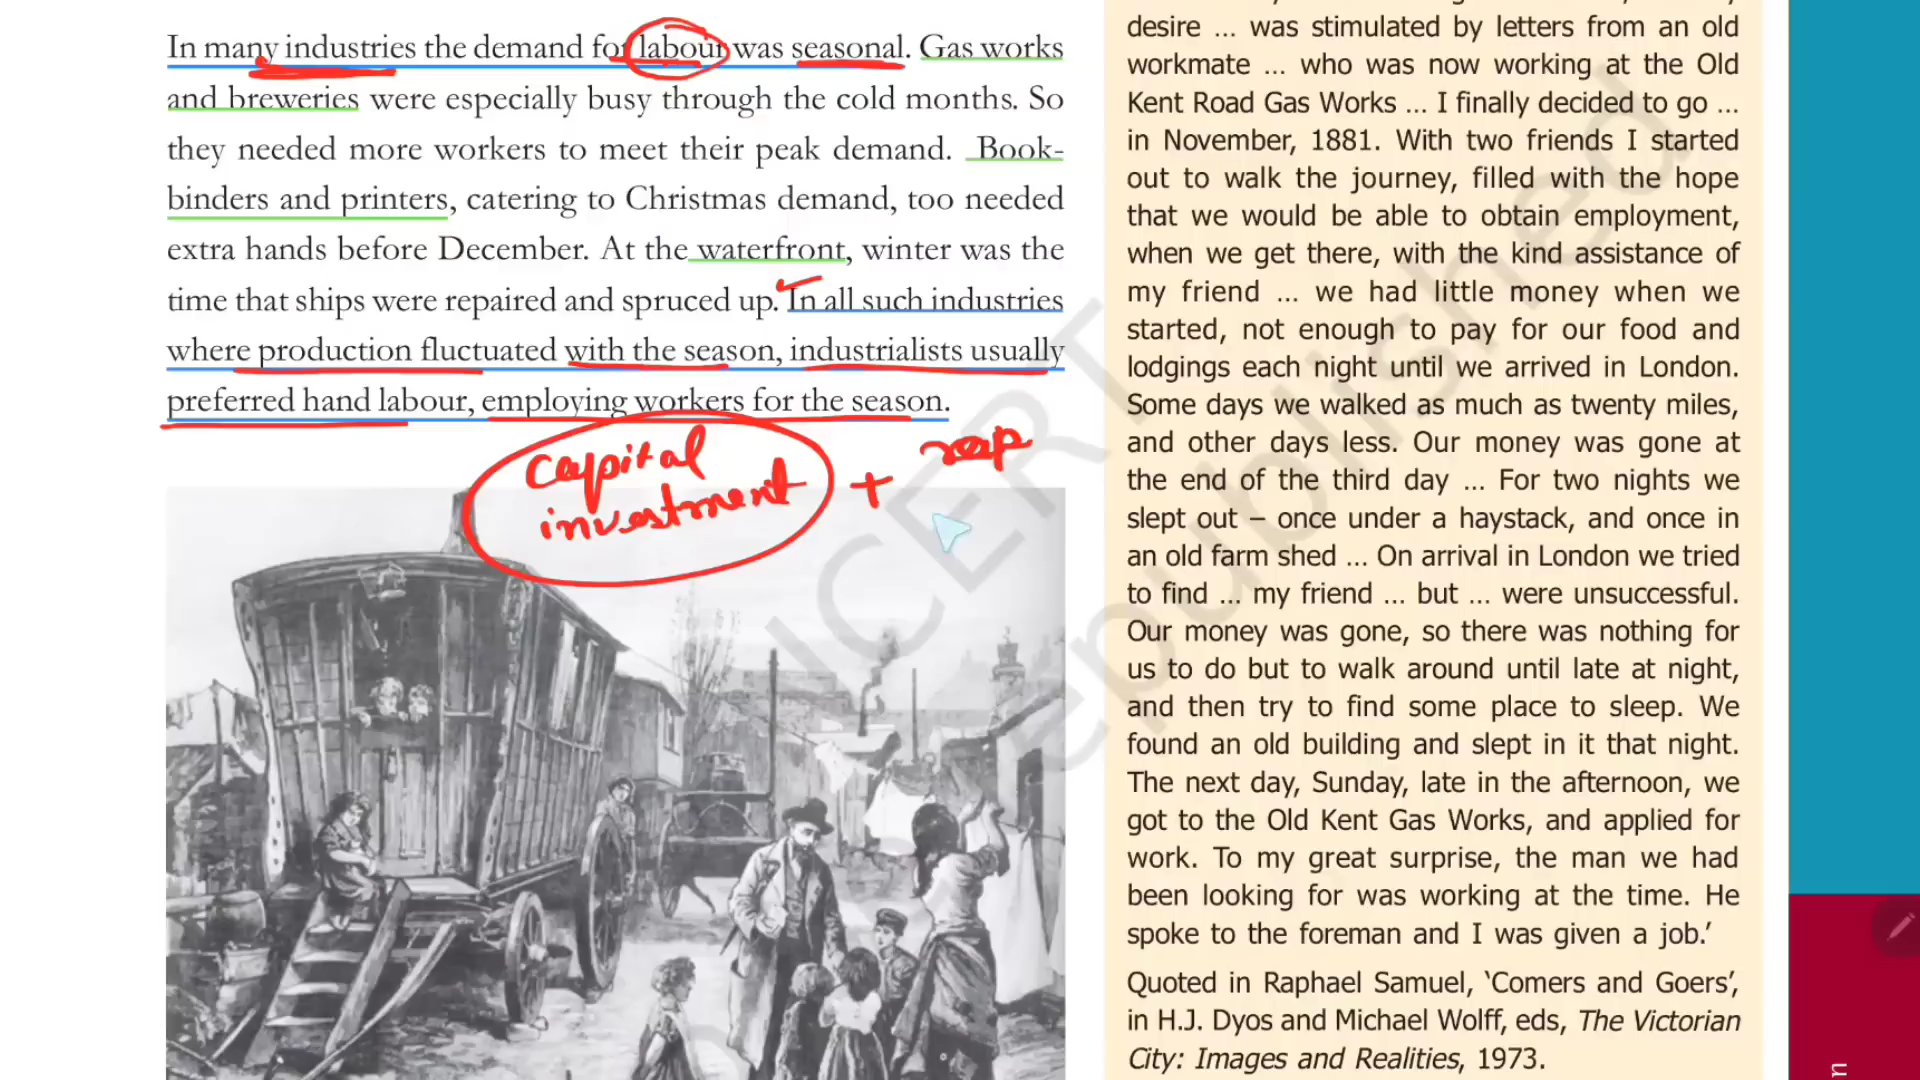 In many industries the demand for labour was seasonal. Gas works
and breweries were especially busy through the cold months. So
they needed more workers to meet their peak demand. Book-
binders and printers, catering to Christmas demand, too needed
extra hands before December. At the waterfront, winter was the
time that ships were repaired and spruced up. In all such industries
where production fluctuated with the season, industrialists usually
preferred hand labour, employing workers for the season.
capital
investment + rep
desire ... was stimulated by letters from an old
workmate ... who was now working at the Old
Kent Road Gas Works ... I finally decided to go ...
in November, 1881. With two friends I started
out to walk the journey, filled with the hope
that we would be able to obtain employment,
when we get there, with the kind assistance of
my friend ... we had little money when we
started, not enough to pay for our food and
lodgings each night until we arrived in London.
Some days we walked as much as twenty miles,
and other days less. Our money was gone at
the end of the third day ... For two nights we
slept out – once under a haystack, and once in
an old farm shed ... On arrival in London we tried
to find ... my friend ... but ... were unsuccessful.
Our money was gone, so there was nothing for
us to do but to walk around until late at night,
and then try to find some place to sleep. We
found an old building and slept in it that night.
The next day, Sunday, late in the afternoon, we
got to the Old Kent Gas Works, and applied for
work. To my great surprise, the man we had
been looking for was working at the time. He
spoke to the foreman and I was given a job.’
Quoted in Raphael Samuel, ‘Comers and Goers’,
in H.J. Dyos and Michael Wolff, eds, The Victorian
City: Images and Realities, 1973.
NCERT
republished
n